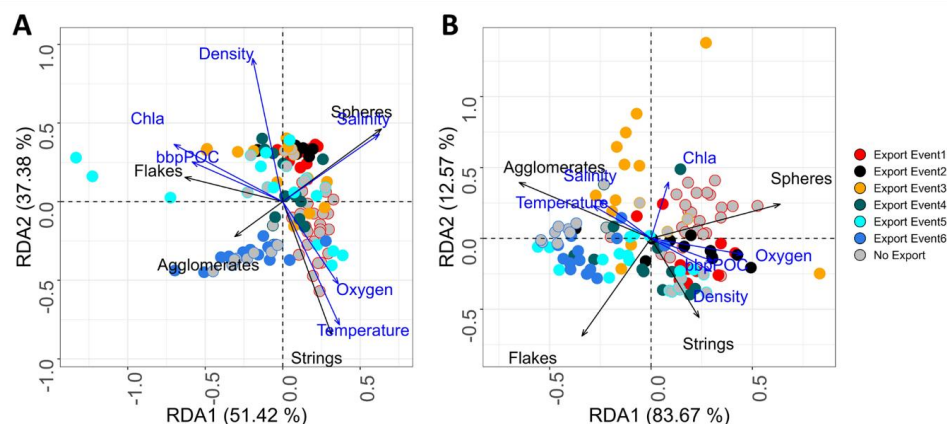 A
B
Density
Chla
Spheres
Salinity
bbpPOC
Flakes
Agglomerates
Oxygen
Temperature
Strings
RDA2 (37.38 %)
1.0
0.5
0.0
-0.5
-1.0
-1.0
-0.5
0.0
0.5
RDA1 (51.42 %)
Agglomerates
Chla
Salinity
Spheres
Temperature
Oxygen
bbpPOC
Density
Strings
Flakes
RDA2 (12.57 %)
1.0
0.5
0.0
-0.5
-0.5
0.0
0.5
RDA1 (83.67 %)
Export Event1
Export Event2
Export Event3
Export Event4
Export Event5
Export Event6
No Export